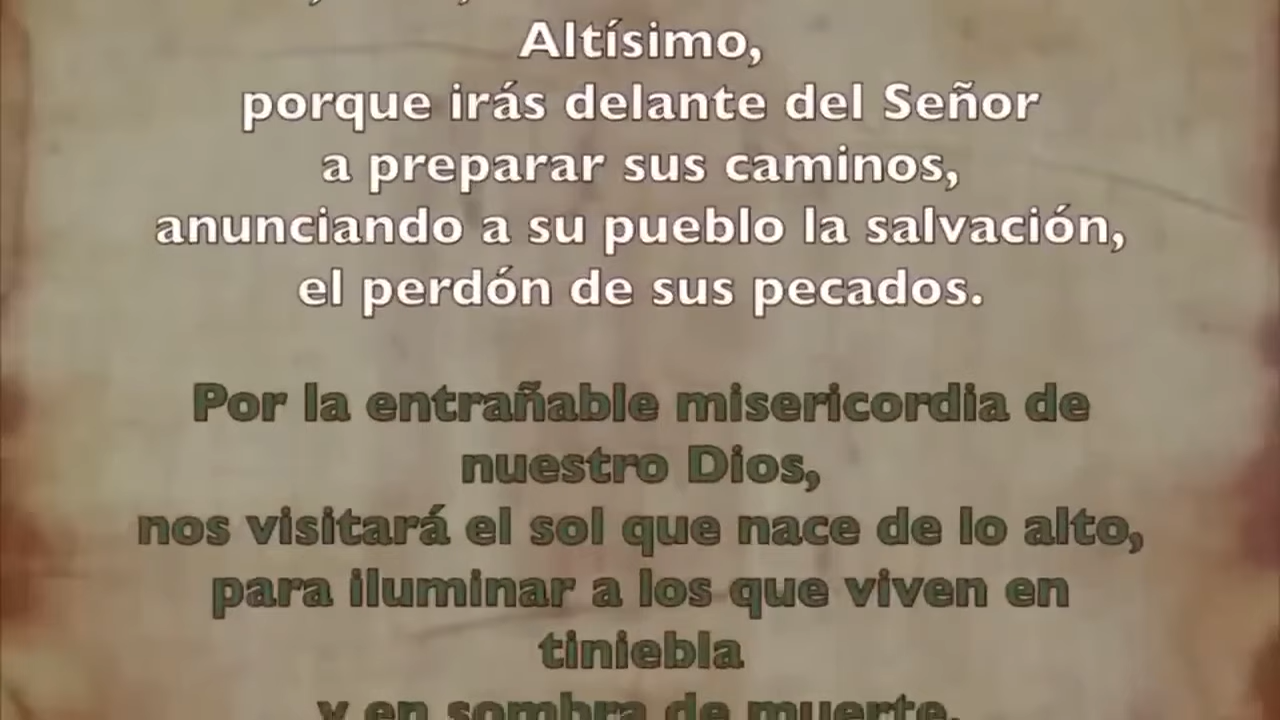 Altísimo,
porque irás delante del Señor
a preparar sus caminos,
anunciando a su pueblo la salvación,
el perdón de sus pecados.
Por la entrañable misericordia de
nuestro Dios,
nos visitará el sol que nace de lo alto,
para iluminar a los que viven en
tiniebla
y en sombra de muerte,